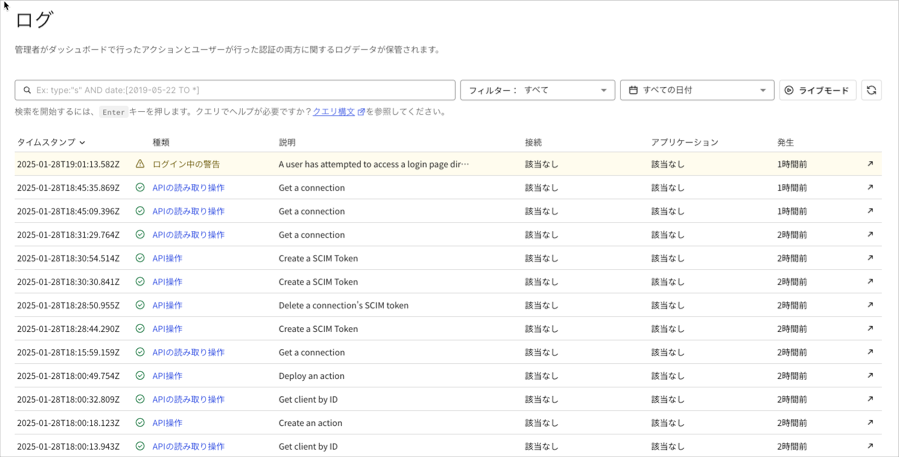 ログ
管理者がダッシュボードで行ったアクションとユーザーが行った認証の両方に関するログデータが保管されます。
Ex: type:"s" AND date:[2019-05-22 TO *] フィルター： すべて すべての日付 ライブモード
検索を開始するには、 Enter キーを押します。クエリでヘルプが必要ですか？クエリ構文 を参照してください。
タイムスタンプ 種類 説明 接続 アプリケーション 発生
2025-01-28T19:01:13.582Z ログイン中の警告 A user has attempted to access a login page dir… 該当なし 該当なし 1時間前
2025-01-28T18:45:35.869Z APIの読み取り操作 Get a connection 該当なし 該当なし 1時間前
2025-01-28T18:45:09.396Z APIの読み取り操作 Get a connection 該当なし 該当なし 1時間前
2025-01-28T18:31:29.764Z APIの読み取り操作 Get a connection 該当なし 該当なし 2時間前
2025-01-28T18:30:54.514Z API操作 Create a SCIM Token 該当なし 該当なし 2時間前
2025-01-28T18:30:30.841Z API操作 Create a SCIM Token 該当なし 該当なし 2時間前
2025-01-28T18:28:50.955Z API操作 Delete a connection's SCIM token 該当なし 該当なし 2時間前
2025-01-28T18:28:44.290Z API操作 Create a SCIM Token 該当なし 該当なし 2時間前
2025-01-28T18:15:59.159Z APIの読み取り操作 Get a connection 該当なし 該当なし 2時間前
2025-01-28T18:00:49.754Z API操作 Deploy an action 該当なし 該当なし 2時間前
2025-01-28T18:00:32.809Z APIの読み取り操作 Get client by ID 該当なし 該当なし 2時間前
2025-01-28T18:00:18.123Z API操作 Create an action 該当なし 該当なし 2時間前
2025-01-28T18:00:13.943Z APIの読み取り操作 Get client by ID 該当なし 該当なし 2時間前